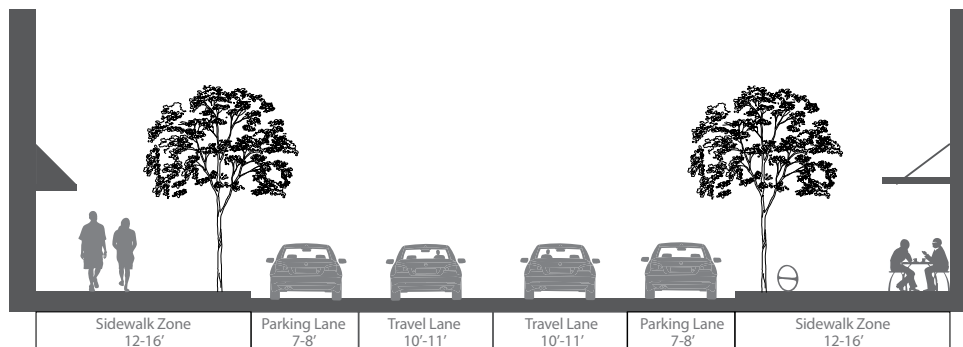 Sidewalk Zone
12-16′
Parking Lane
7-8′
Travel Lane
10′-11′
Travel Lane
10′-11′
Parking Lane
7-8′
Sidewalk Zone
12-16′